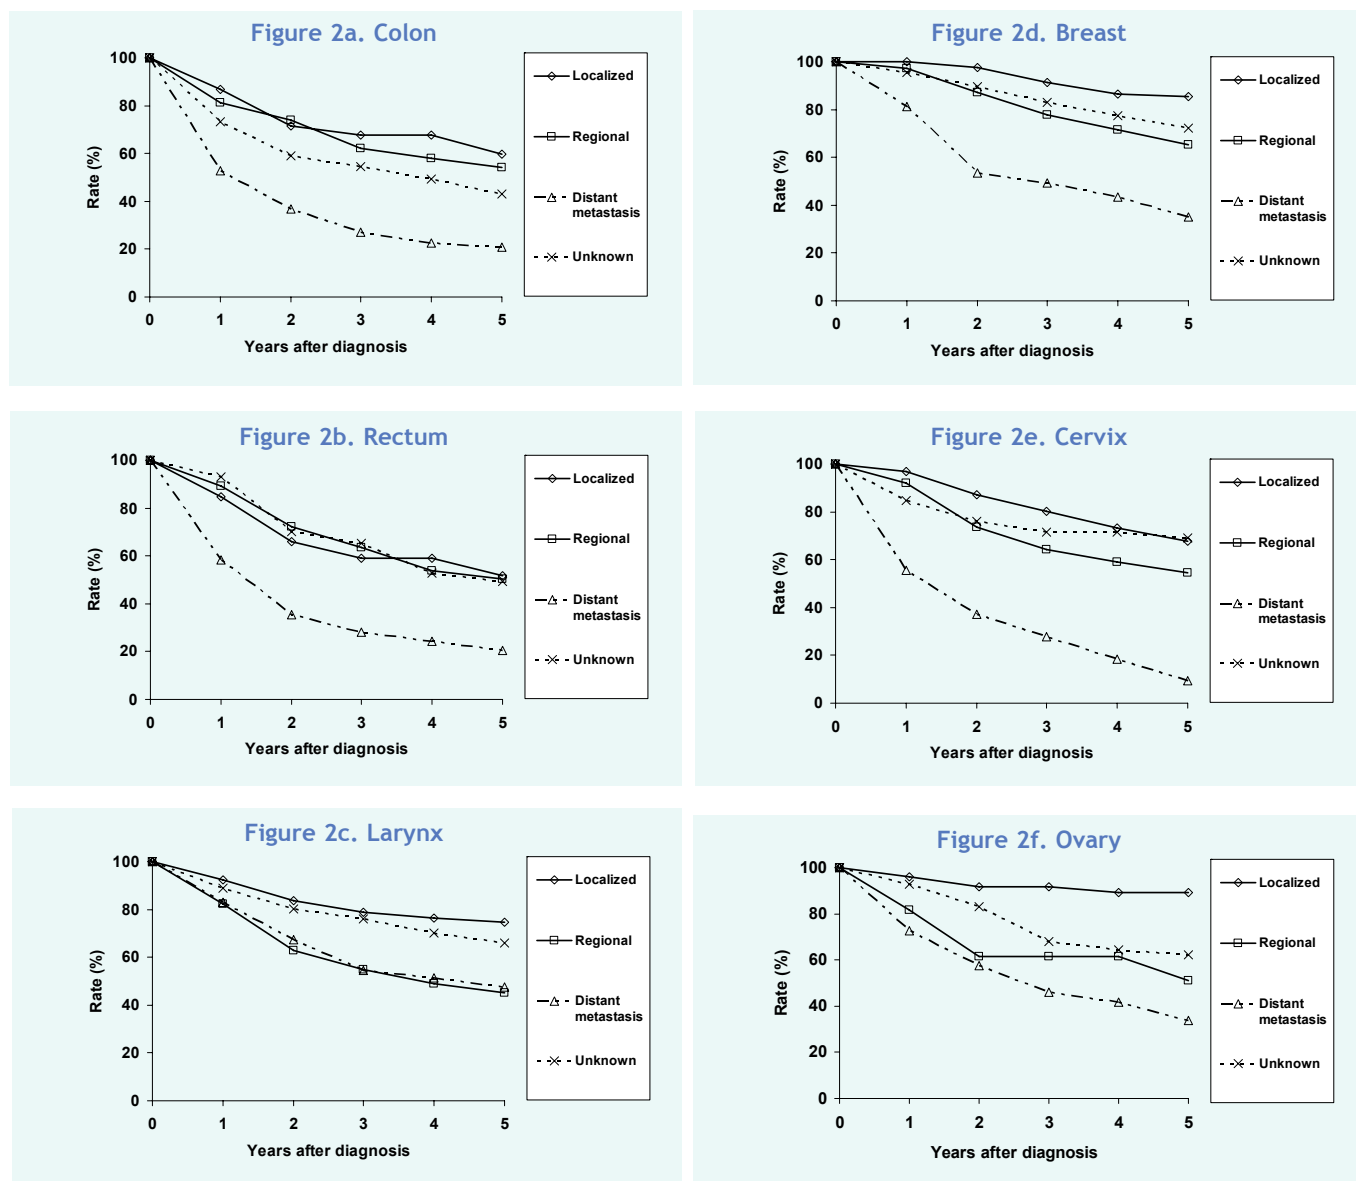 Figure 2a. Colon
100
80
60
40
20
0
Rate (%)
0 1 2 3 4 5
Years after diagnosis
Localized
Regional
Distant
metastasis
Unknown
Figure 2d. Breast
100
80
60
40
20
0
Rate (%)
0 1 2 3 4 5
Years after diagnosis
Localized
Regional
Distant
metastasis
Unknown
Figure 2b. Rectum
100
80
60
40
20
0
Rate (%)
0 1 2 3 4 5
Years after diagnosis
Localized
Regional
Distant
metastasis
Unknown
Figure 2e. Cervix
100
80
60
40
20
0
Rate (%)
0 1 2 3 4 5
Years after diagnosis
Localized
Regional
Distant
metastasis
Unknown
Figure 2c. Larynx
100
80
60
40
20
0
Rate (%)
0 1 2 3 4 5
Years after diagnosis
Localized
Regional
Distant
metastasis
Unknown
Figure 2f. Ovary
100
80
60
40
20
0
Rate (%)
0 1 2 3 4 5
Years after diagnosis
Localized
Regional
Distant
metastasis
Unknown